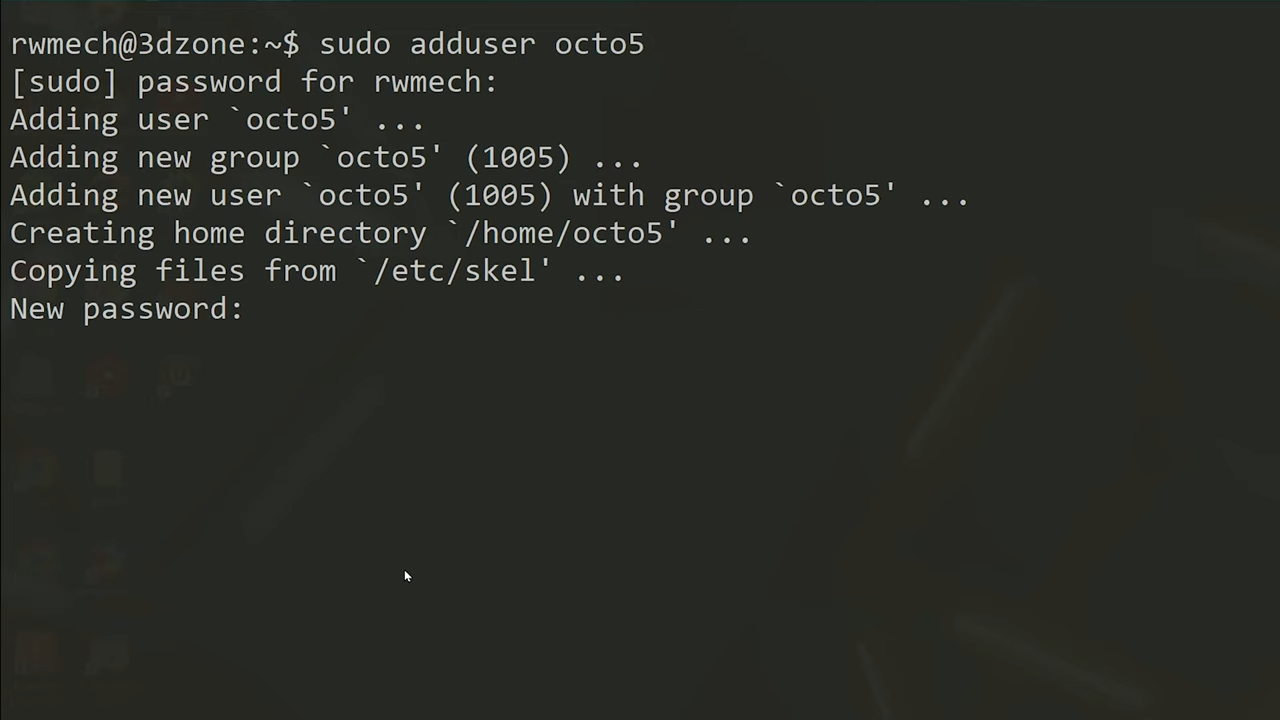 rwmech@3dzone:~$ sudo adduser octo5
[sudo] password for rwmech:
Adding user `octo5' ...
Adding new group `octo5' (1005) ...
Adding new user `octo5' (1005) with group `octo5' ...
Creating home directory `/home/octo5' ...
Copying files from `/etc/skel' ...
New password: